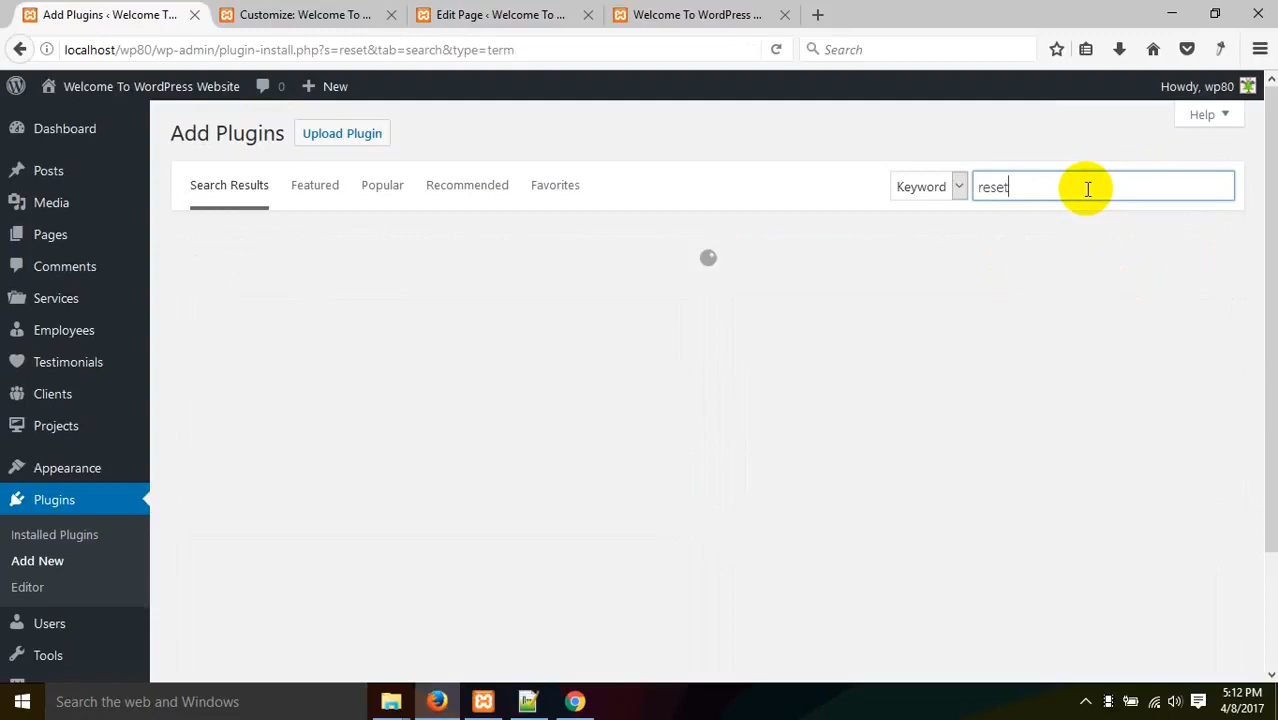 Add Plugins ‹ Welcome T...
Customize: Welcome To ...
Edit Page ‹ Welcome To ...
Welcome To WordPress ...
localhost/wp80/wp-admin/plugin-install.php?s=reset&tab=search&type=term
Search
Welcome To WordPress Website
0
New
Howdy, wp80
Add Plugins
Upload Plugin
Help
Search Results
Featured
Popular
Recommended
Favorites
Keyword
reset
Dashboard
Posts
Media
Pages
Comments
Services
Employees
Testimonials
Clients
Projects
Appearance
Plugins
Installed Plugins
Add New
Editor
Users
Tools
Search the web and Windows
5:12 PM
4/8/2017